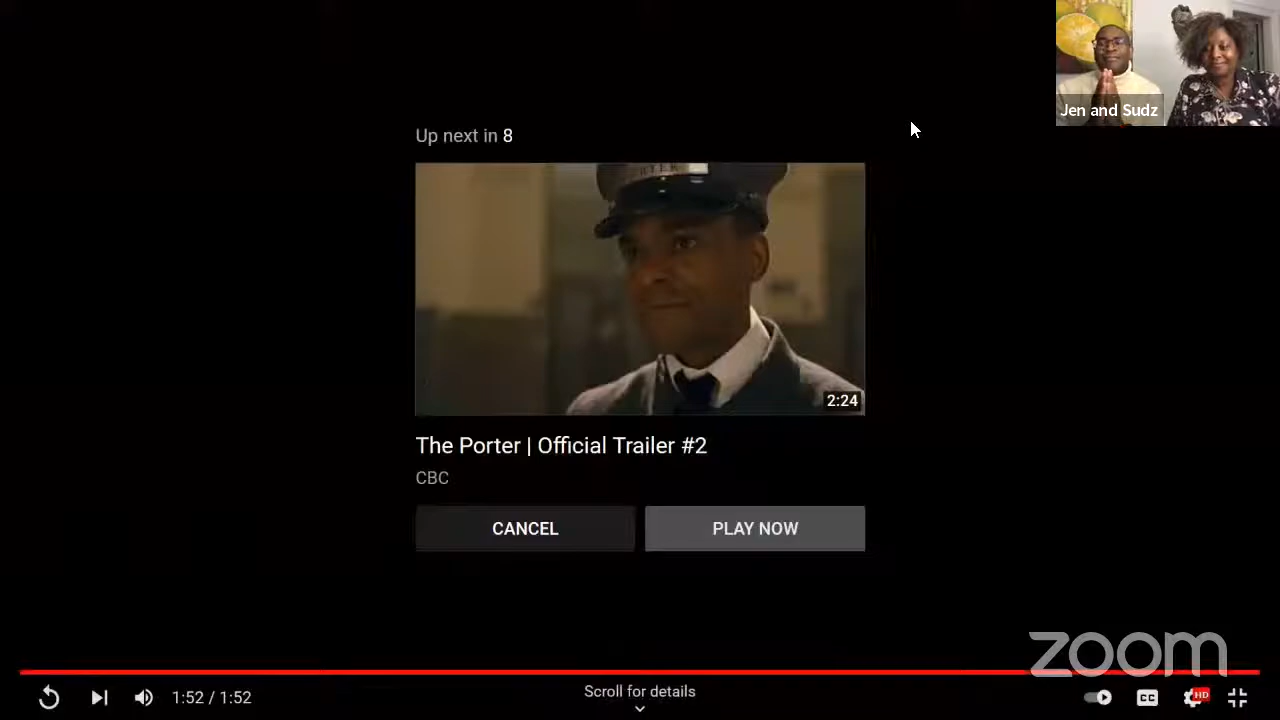 Jen and Sudz
Up next in 8
2:24
The Porter | Official Trailer #2
CBC
CANCEL
PLAY NOW
zoom
1:52 / 1:52
Scroll for details
CC
HD